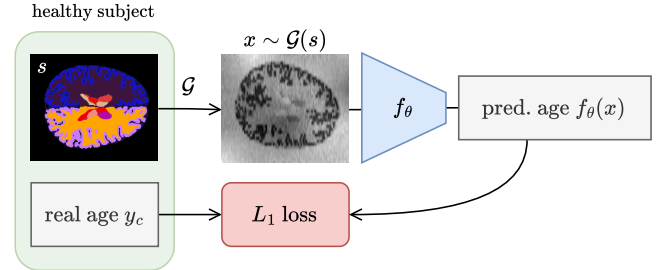 healthy subject
s
𝒢
x ∼ 𝒢(s)
f_θ
pred. age f_θ(x)
real age y_c
L_1 loss